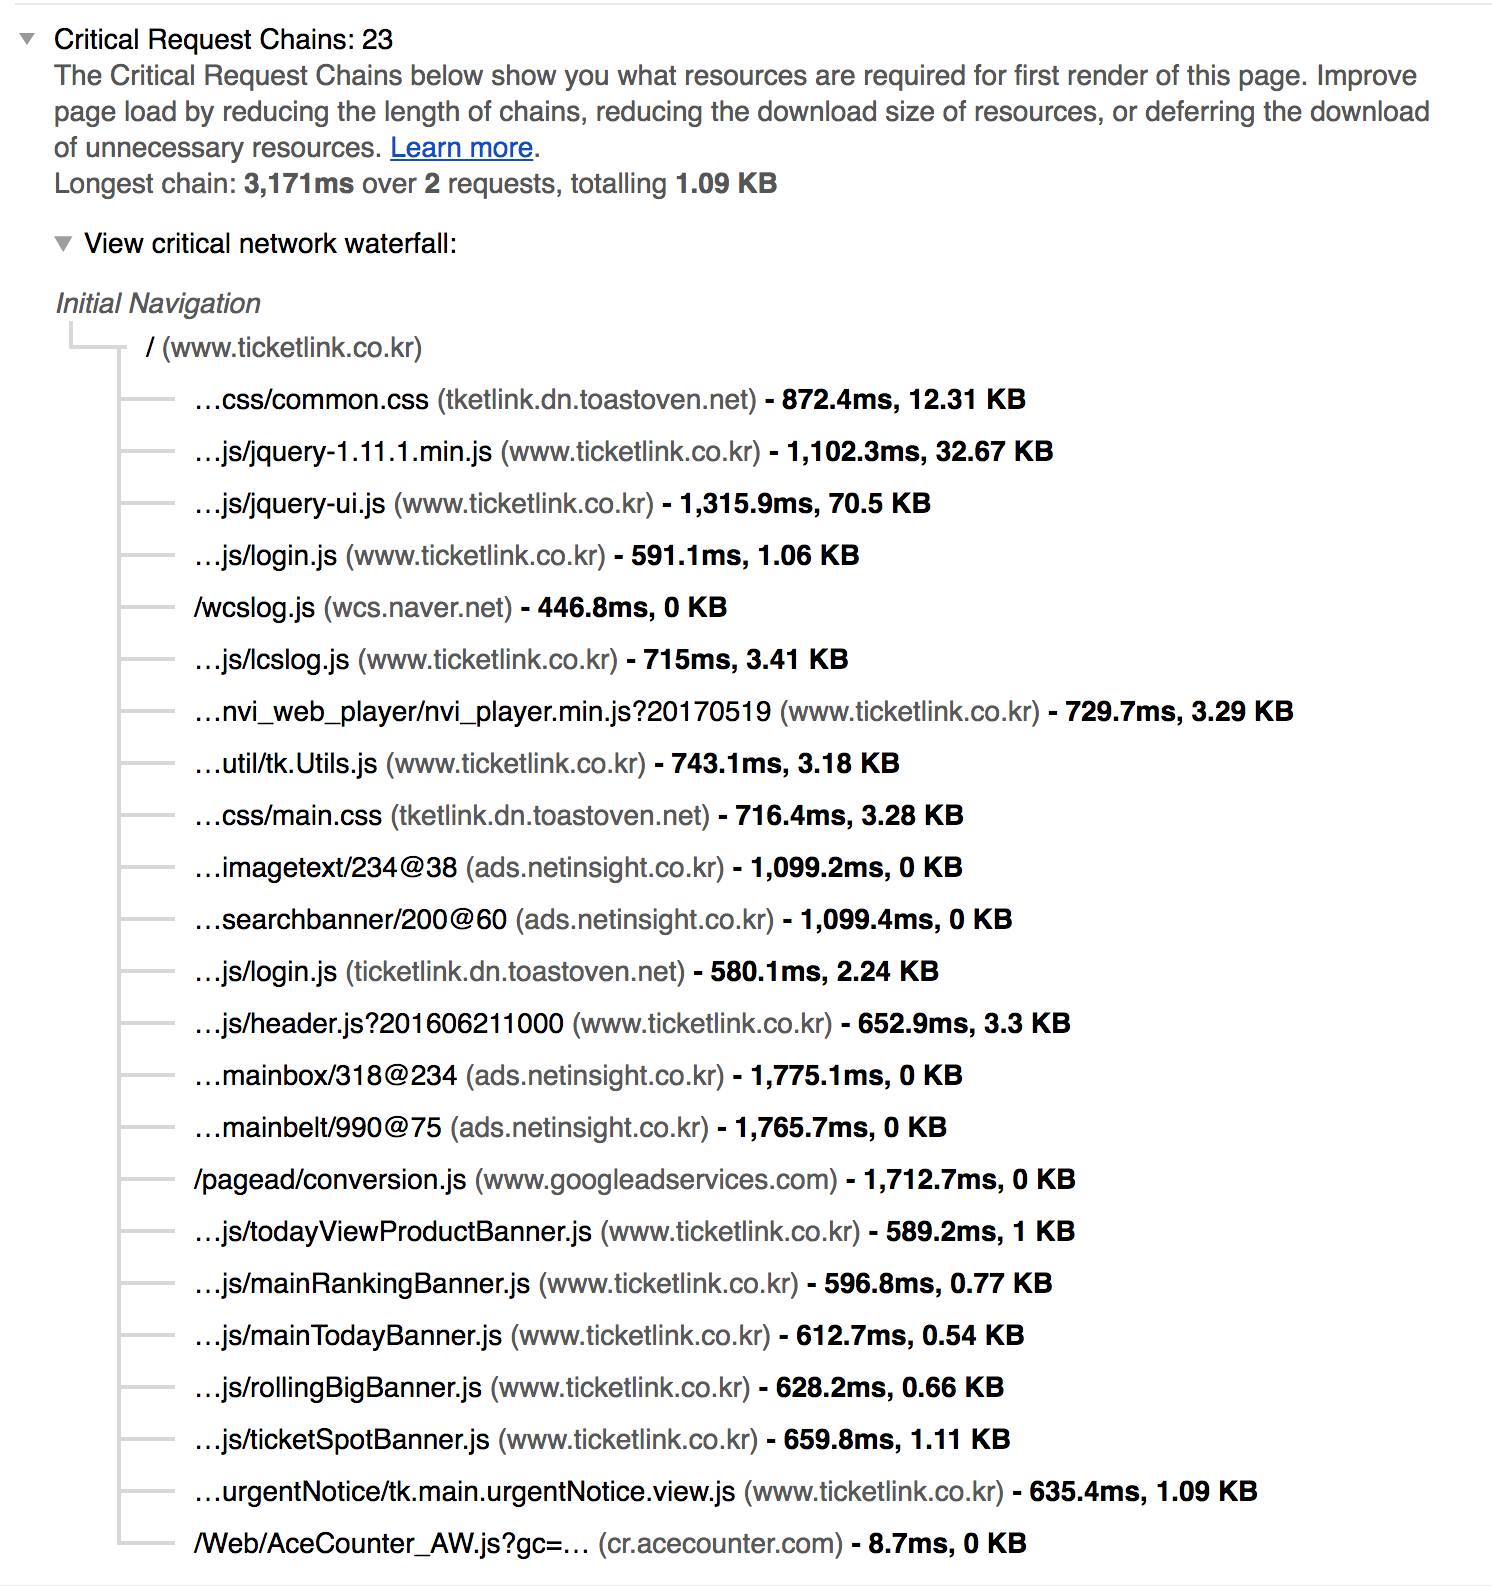 Critical Request Chains: 23
The Critical Request Chains below show you what resources are required for first render of this page. Improve
page load by reducing the length of chains, reducing the download size of resources, or deferring the download
of unnecessary resources. Learn more.
Longest chain: 3,171ms over 2 requests, totalling 1.09 KB
View critical network waterfall:
Initial Navigation
/ (www.ticketlink.co.kr)
…css/common.css (tketlink.dn.toastoven.net) - 872.4ms, 12.31 KB
…js/jquery-1.11.1.min.js (www.ticketlink.co.kr) - 1,102.3ms, 32.67 KB
…js/jquery-ui.js (www.ticketlink.co.kr) - 1,315.9ms, 70.5 KB
…js/login.js (www.ticketlink.co.kr) - 591.1ms, 1.06 KB
/wcslog.js (wcs.naver.net) - 446.8ms, 0 KB
…js/lcslog.js (www.ticketlink.co.kr) - 715ms, 3.41 KB
…nvi_web_player/nvi_player.min.js?20170519 (www.ticketlink.co.kr) - 729.7ms, 3.29 KB
…util/tk.Utils.js (www.ticketlink.co.kr) - 743.1ms, 3.18 KB
…css/main.css (tketlink.dn.toastoven.net) - 716.4ms, 3.28 KB
…imagetext/234@38 (ads.netinsight.co.kr) - 1,099.2ms, 0 KB
…searchbanner/200@60 (ads.netinsight.co.kr) - 1,099.4ms, 0 KB
…js/login.js (ticketlink.dn.toastoven.net) - 580.1ms, 2.24 KB
…js/header.js?201606211000 (www.ticketlink.co.kr) - 652.9ms, 3.3 KB
…mainbox/318@234 (ads.netinsight.co.kr) - 1,775.1ms, 0 KB
…mainbelt/990@75 (ads.netinsight.co.kr) - 1,765.7ms, 0 KB
/pagead/conversion.js (www.googleadservices.com) - 1,712.7ms, 0 KB
…js/todayViewProductBanner.js (www.ticketlink.co.kr) - 589.2ms, 1 KB
…js/mainRankingBanner.js (www.ticketlink.co.kr) - 596.8ms, 0.77 KB
…js/mainTodayBanner.js (www.ticketlink.co.kr) - 612.7ms, 0.54 KB
…js/rollingBigBanner.js (www.ticketlink.co.kr) - 628.2ms, 0.66 KB
…js/ticketSpotBanner.js (www.ticketlink.co.kr) - 659.8ms, 1.11 KB
…urgentNotice/tk.main.urgentNotice.view.js (www.ticketlink.co.kr) - 635.4ms, 1.09 KB
/Web/AceCounter_AW.js?gc=… (cr.acecounter.com) - 8.7ms, 0 KB